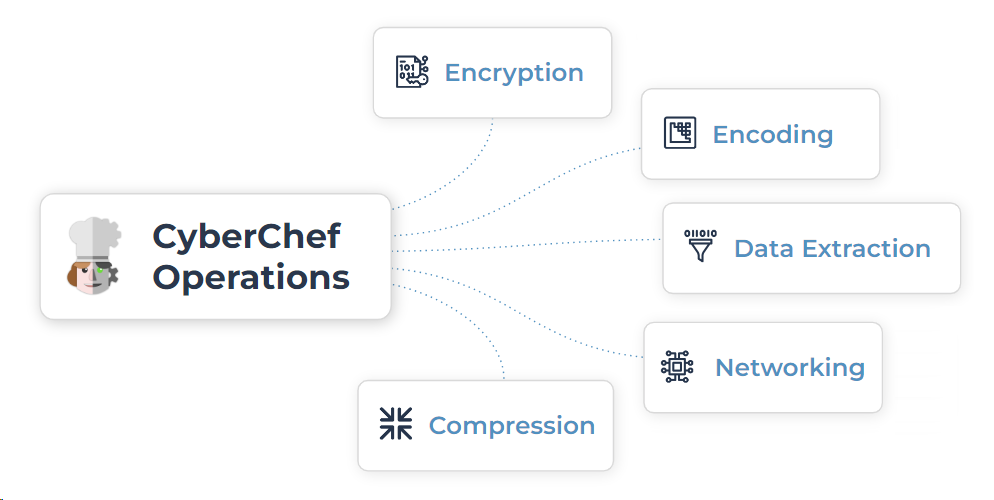 Encryption
Encoding
CyberChef
Operations
Data Extraction
Networking
Compression